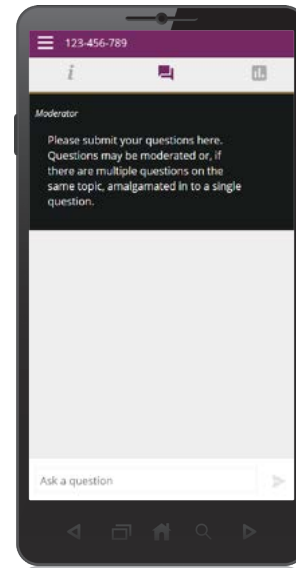 123-456-789
i
Moderator
Please submit your questions here.
Questions may be moderated or, if
there are multiple questions on the
same topic, amalgamated in to a single
question.
Ask a question